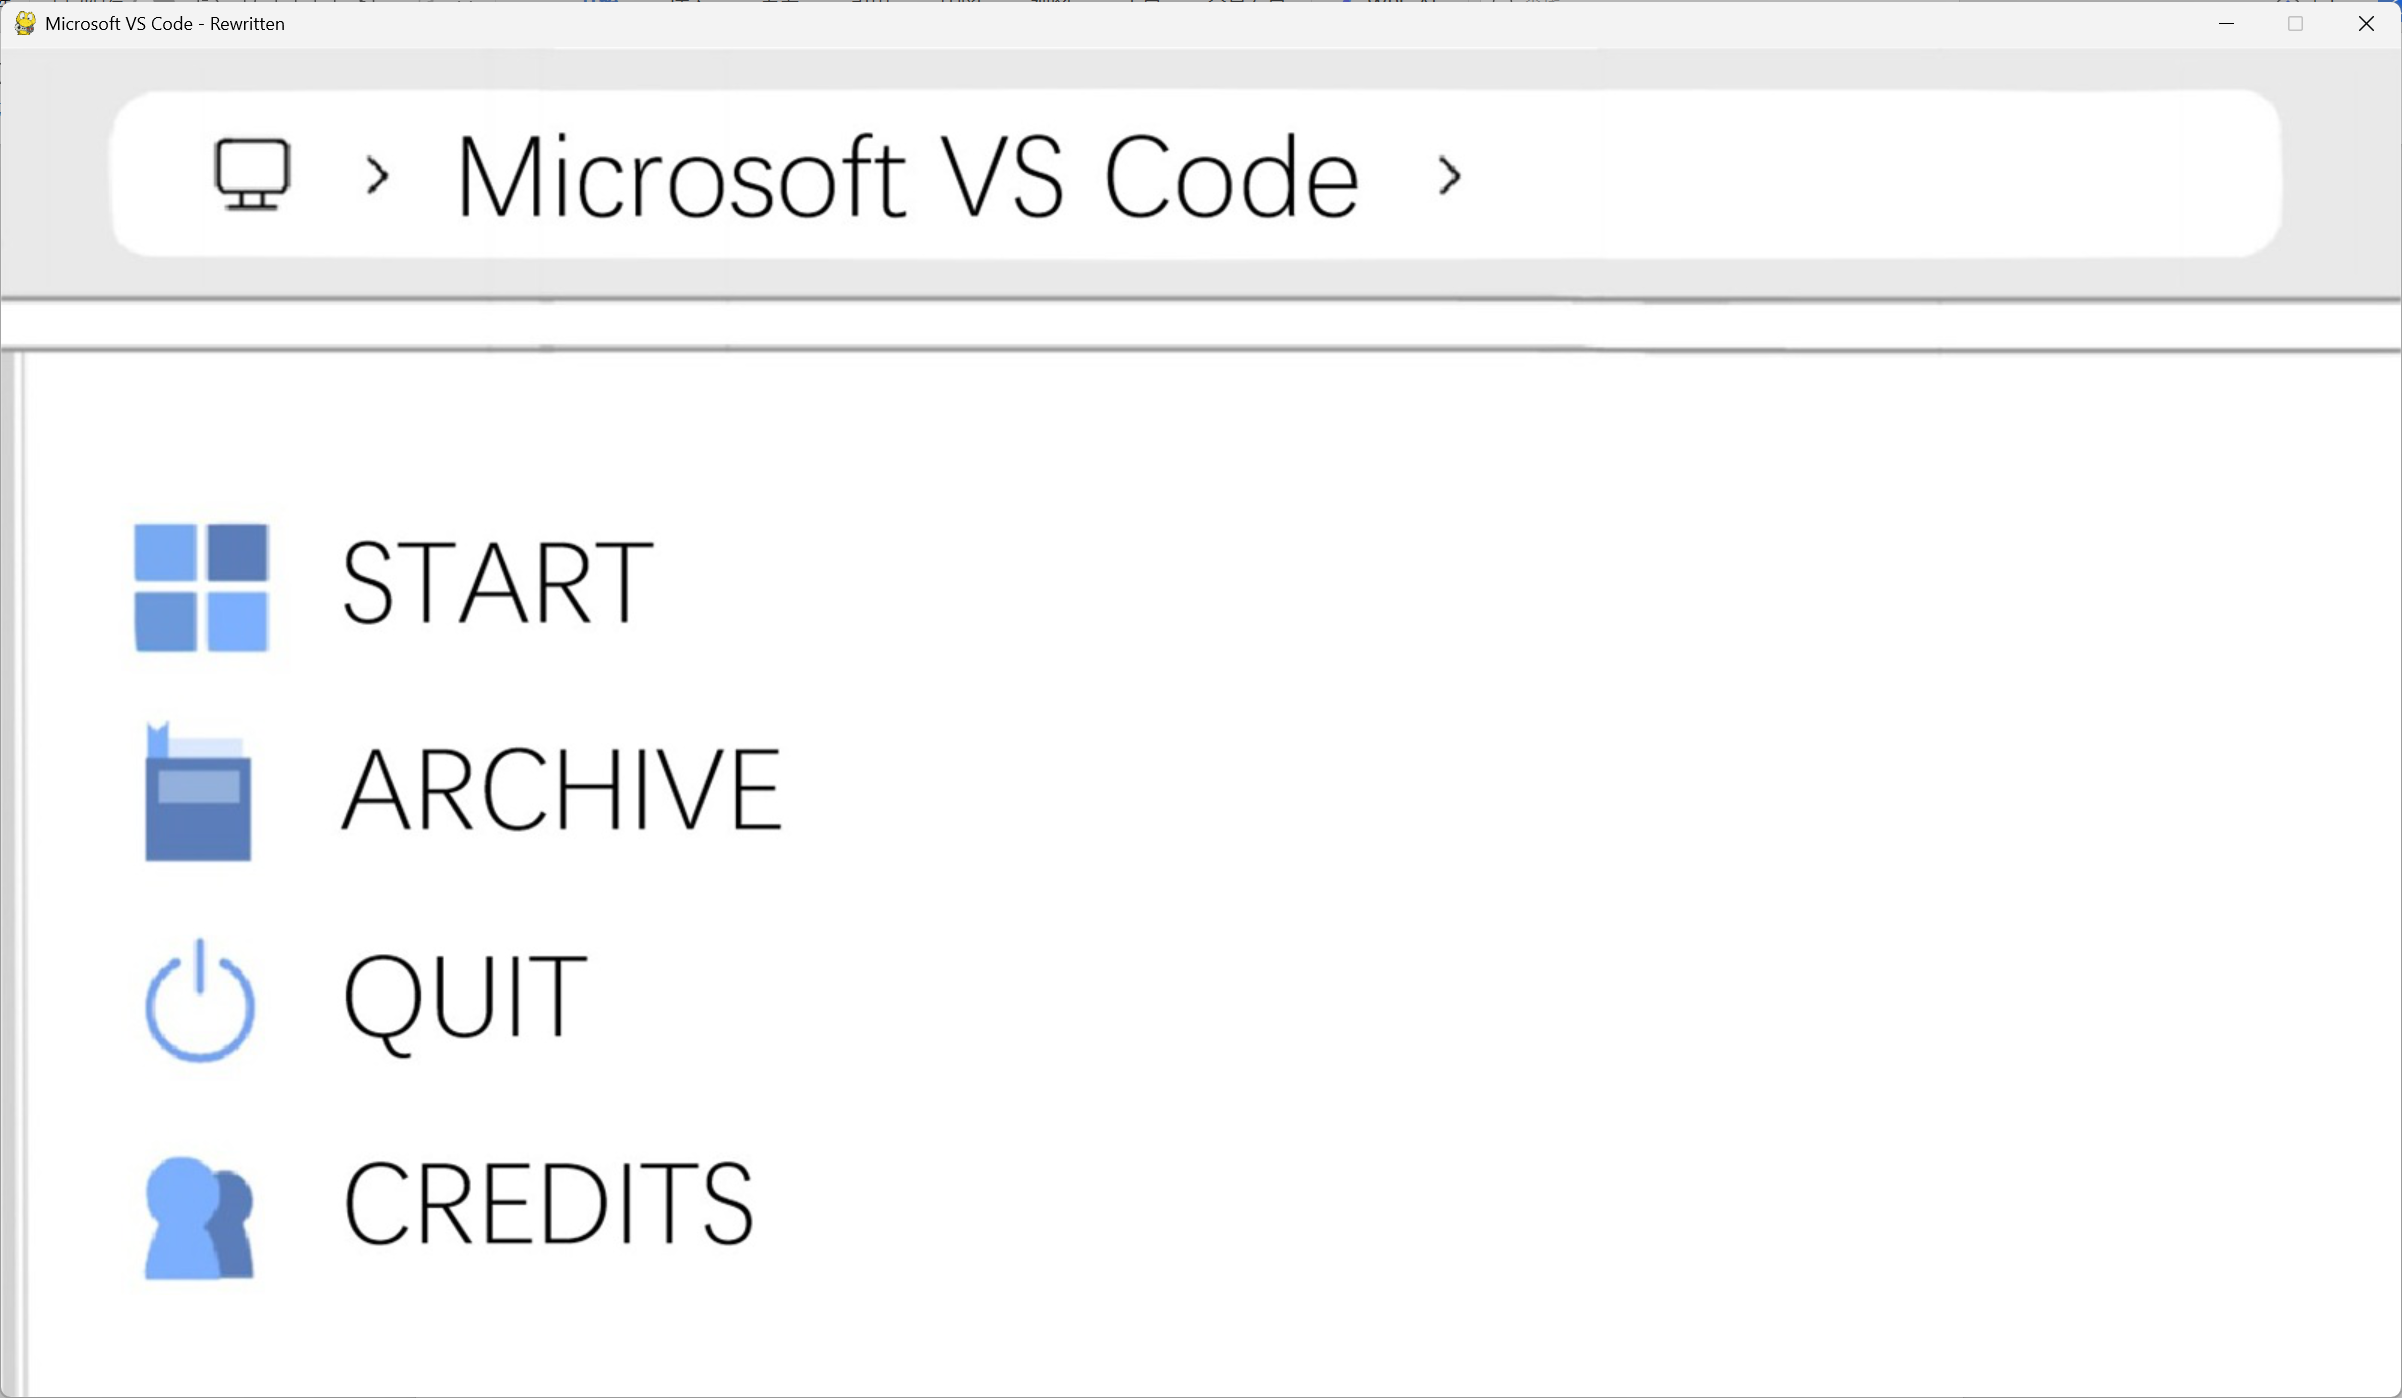 Microsoft VS Code - Rewritten
Microsoft VS Code
START
ARCHIVE
QUIT
CREDITS